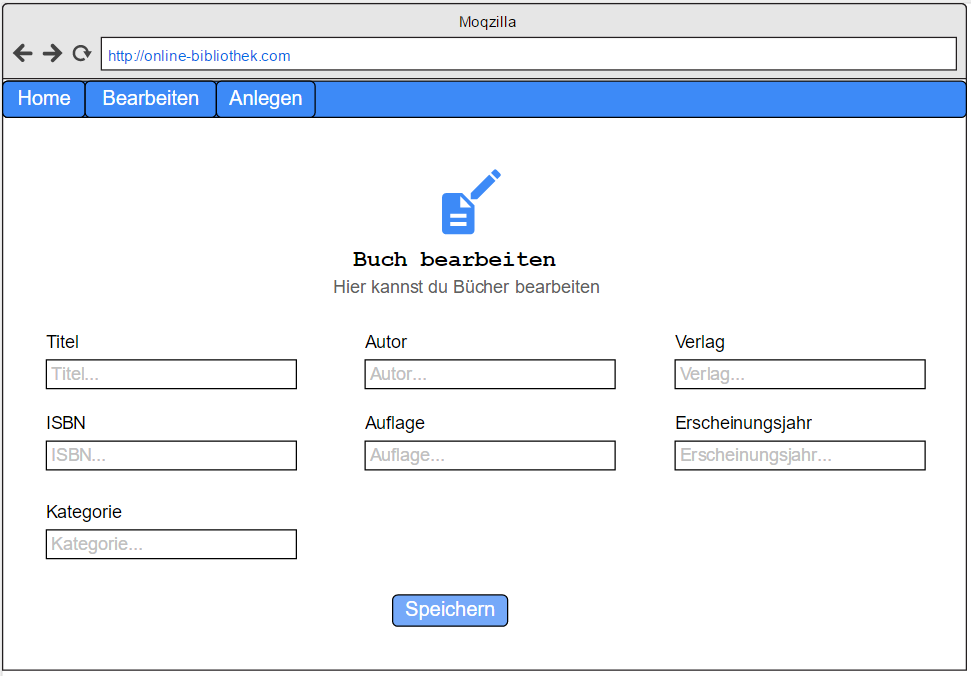 Moqzilla
http://online-bibliothek.com
Home Bearbeiten Anlegen
Buch bearbeiten
Hier kannst du Bücher bearbeiten
Titel Autor Verlag
Titel... Autor... Verlag...
ISBN Auflage Erscheinungsjahr
ISBN... Auflage... Erscheinungsjahr...
Kategorie
Kategorie...
Speichern